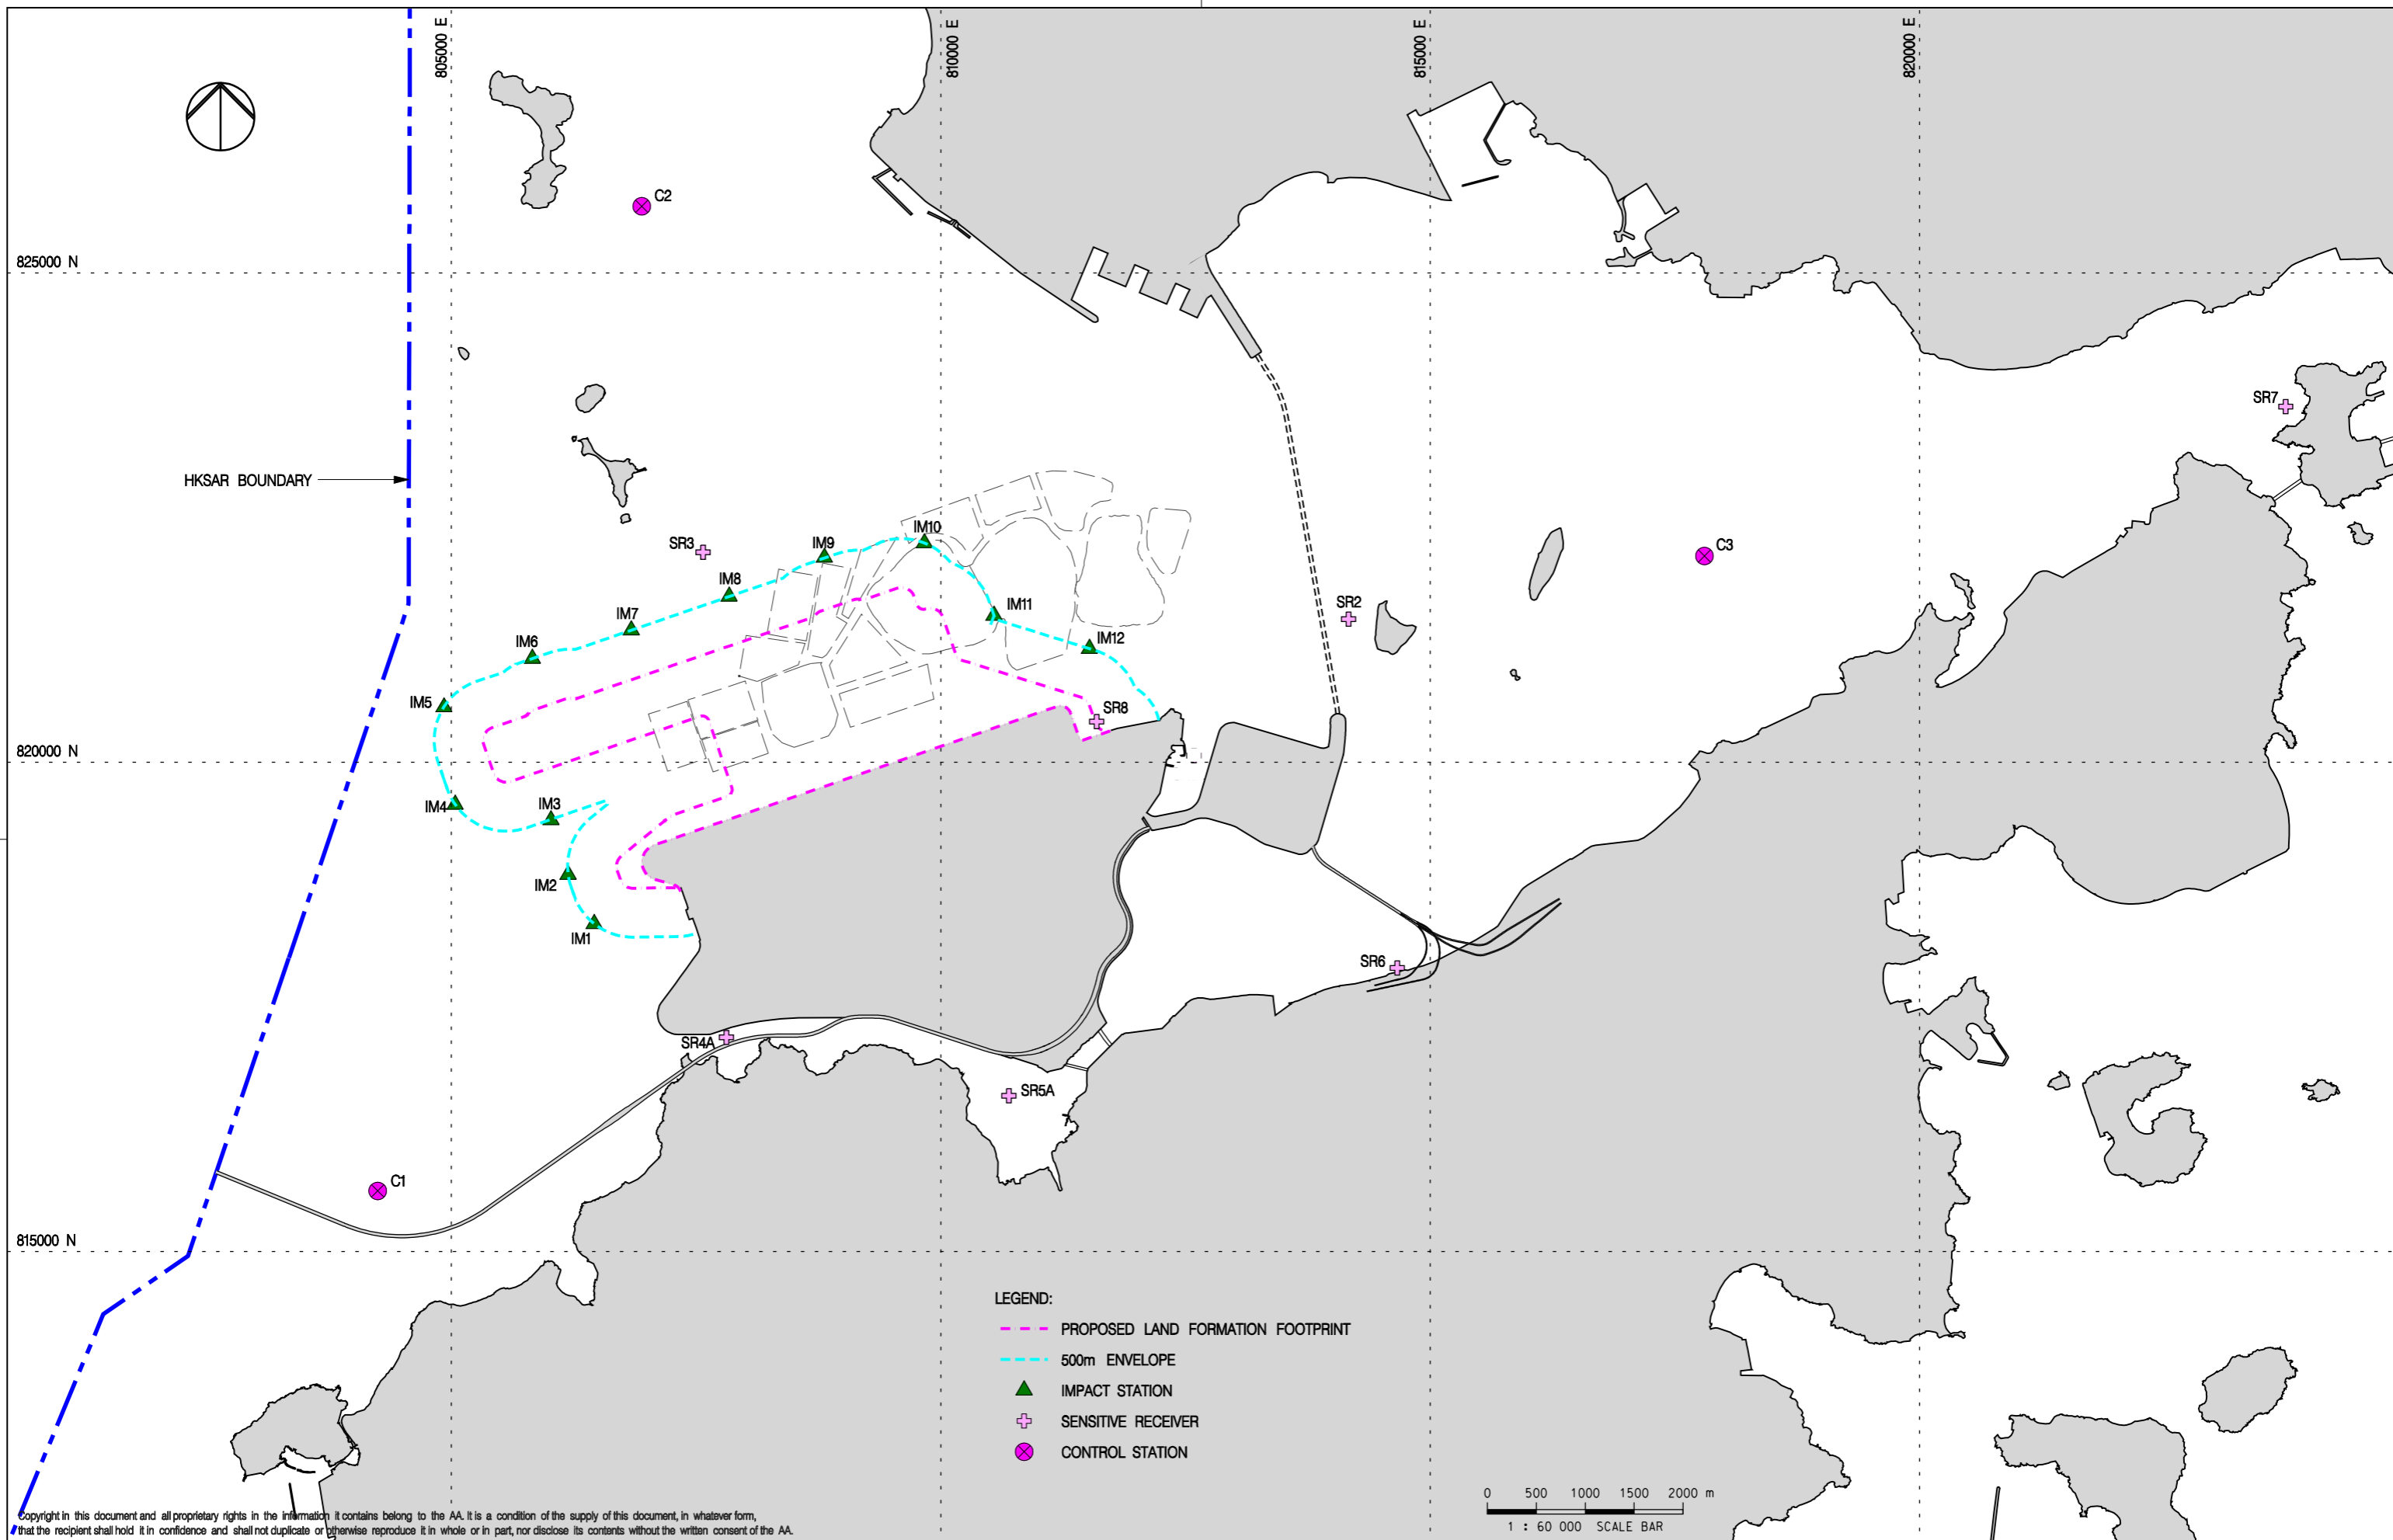 805000 E
810000 E
815000 E
820000 E
C2
825000 N
SR7
HKSAR BOUNDARY
IM10
IM9
SR3
C3
IM8
IM11
SR2
IM7
IM12
IM6
IM5
SR8
820000 N
IM4
IM3
IM2
IM1
SR6
SR4A
SR5A
C1
815000 N
LEGEND:
PROPOSED LAND FORMATION FOOTPRINT
500m ENVELOPE
IMPACT STATION
SENSITIVE RECEIVER
CONTROL STATION
0 500 1000 1500 2000 m
1 : 60 000 SCALE BAR
Copyright in this document and all proprietary rights in the information it contains belong to the AA. It is a condition of the supply of this document, in whatever form,
that the recipient shall hold it in confidence and shall not duplicate or otherwise reproduce it in whole or in part, nor disclose its contents without the written consent of the AA.